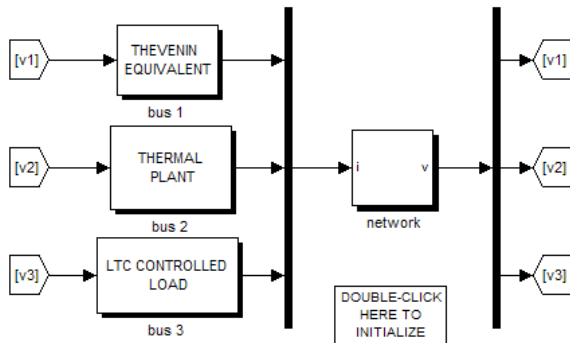 [v1]
THEVENIN
EQUIVALENT
bus 1
[v1]
[v2]
THERMAL
PLANT
bus 2
i
v
network
[v2]
[v3]
LTC CONTROLLED
LOAD
bus 3
[v3]
DOUBLE-CLICK
HERE TO
INITIALIZE